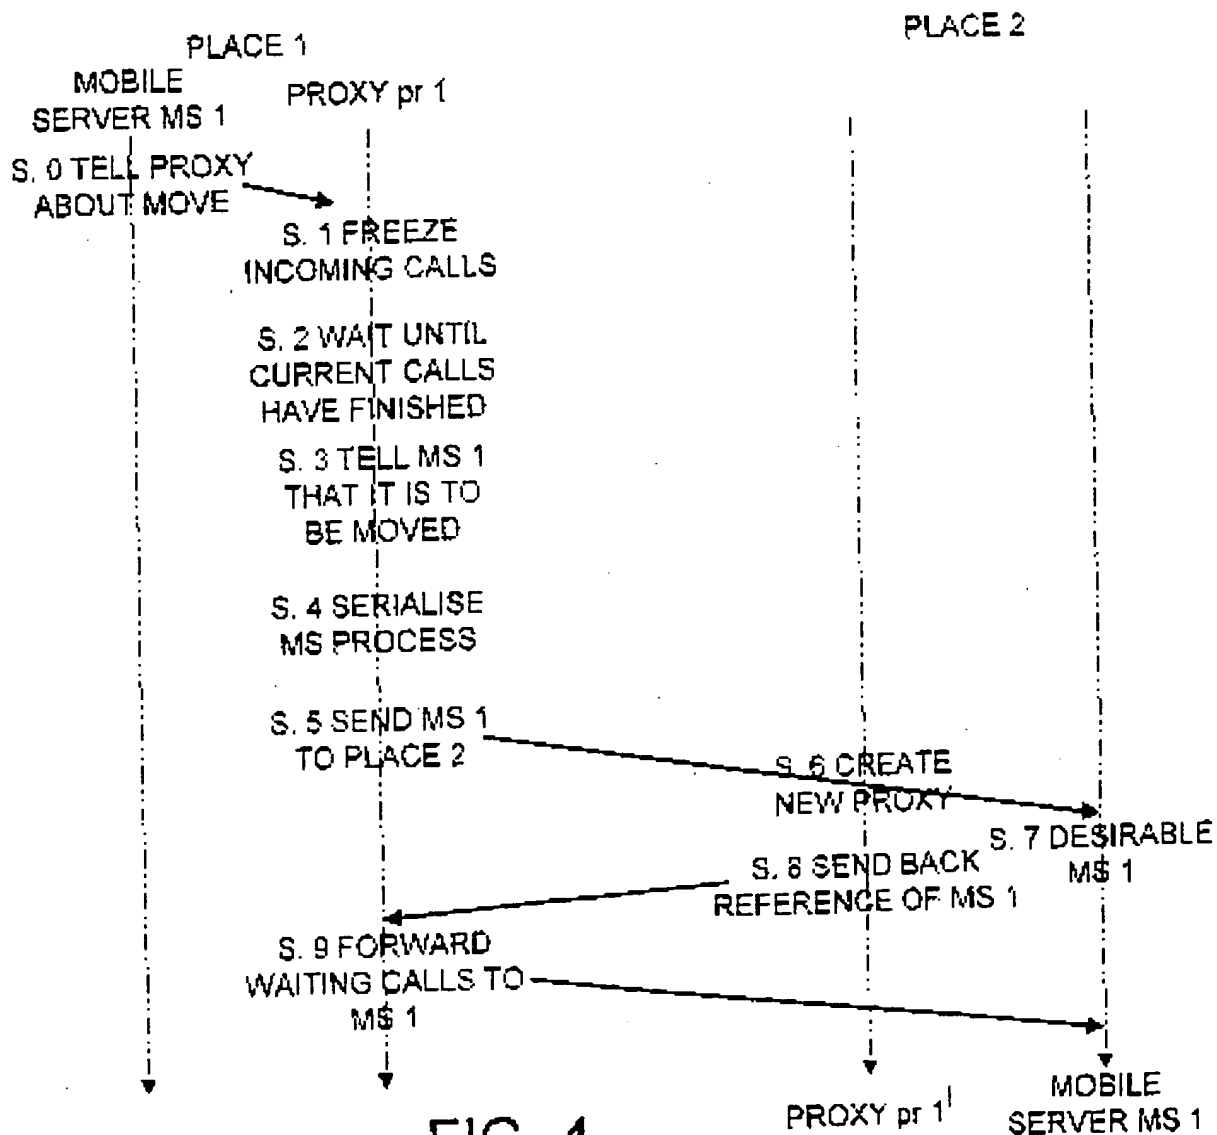 PLACE 1
PLACE 2
MOBILE
SERVER MS 1
PROXY pr 1
S. 0 TELL PROXY
ABOUT MOVE
S. 1 FREEZE
INCOMING CALLS
S. 2 WAIT UNTIL
CURRENT CALLS
HAVE FINISHED
S. 3 TELL MS 1
THAT IT IS TO
BE MOVED
S. 4 SERIALISE
MS PROCESS
S. 5 SEND MS 1
TO PLACE 2
S. 6 CREATE
NEW PROXY
S. 7 DESIRABLE
MS 1
S. 8 SEND BACK
REFERENCE OF MS 1
S. 9 FORWARD
WAITING CALLS TO
MS 1
PROXY pr 1'
MOBILE
SERVER MS 1